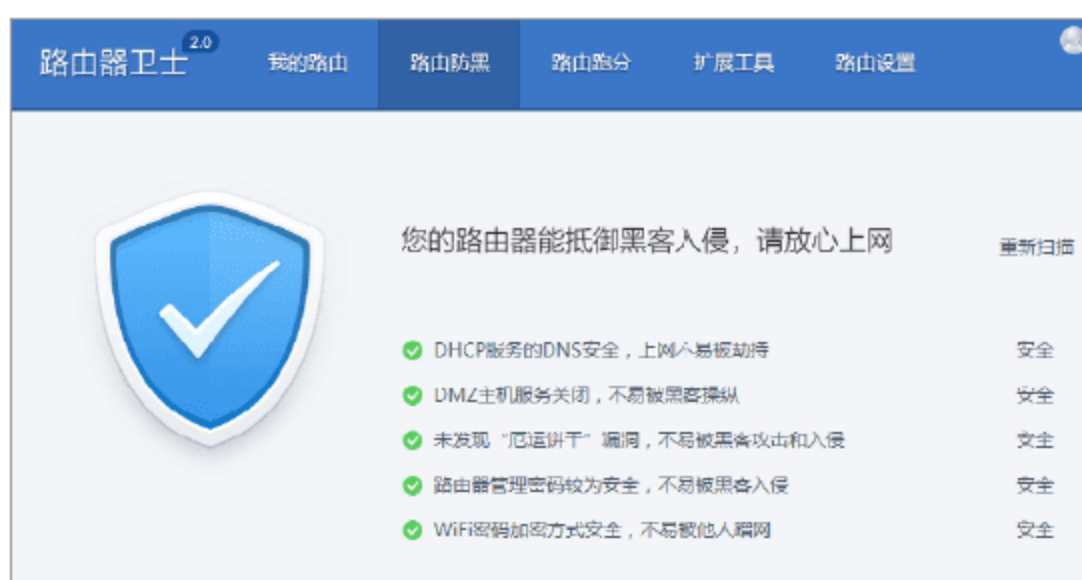 路由器卫士 2.0 我的路由 路由防黑 路由跑分 扩展工具 路由设置
您的路由器能抵御黑客入侵，请放心上网 重新扫描
DHCP服务的DNS安全，上网不易被劫持 安全
DMZ主机服务关闭，不易被黑客操纵 安全
未发现“厄运饼干”漏洞，不易被黑客攻击和入侵 安全
路由器管理密码较为安全，不易被黑客入侵 安全
WiFi密码加密方式安全，不易被他人蹭网 安全